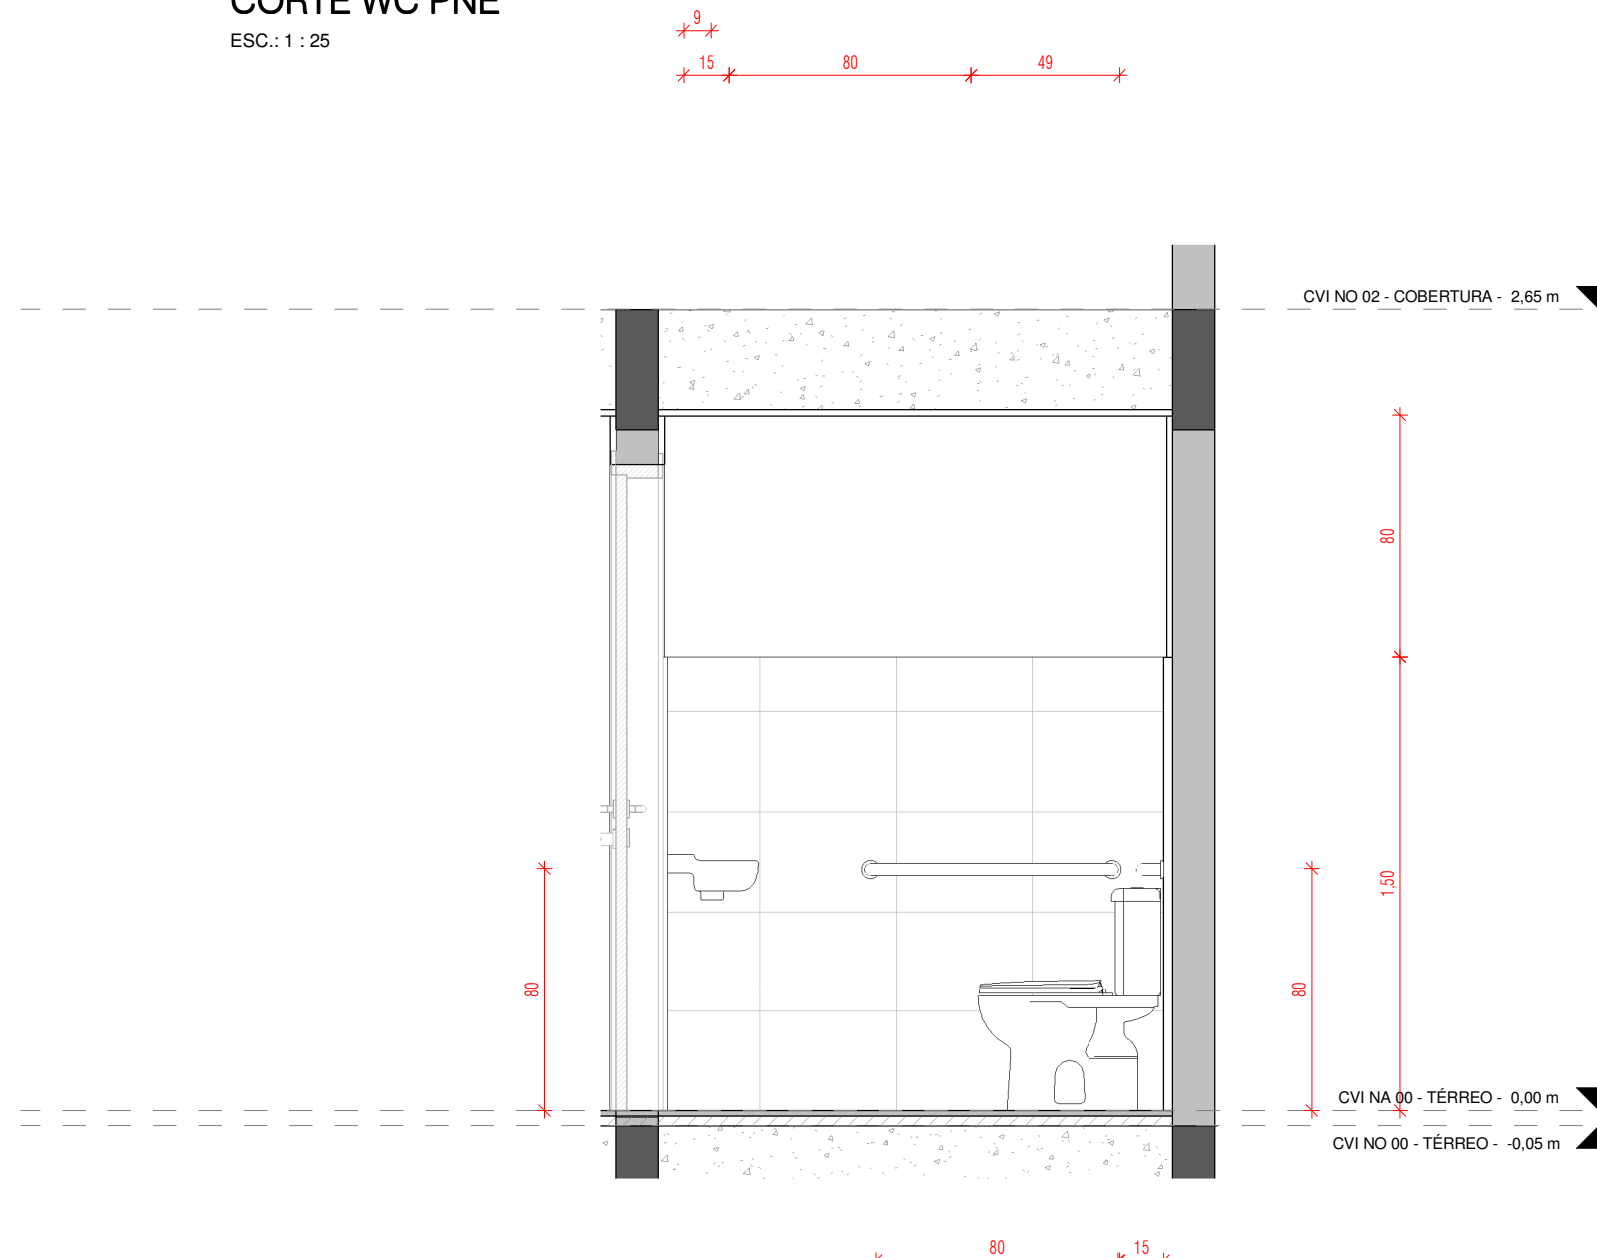 CORTE WC PNE
ESC.: 1 : 25
9
15 80 49
CVI NO 02 - COBERTURA - 2,65 m
80
1,50
80
80
CVI NA 00 - TÉRREO - 0,00 m
CVI NO 00 - TÉRREO - -0,05 m
80 15